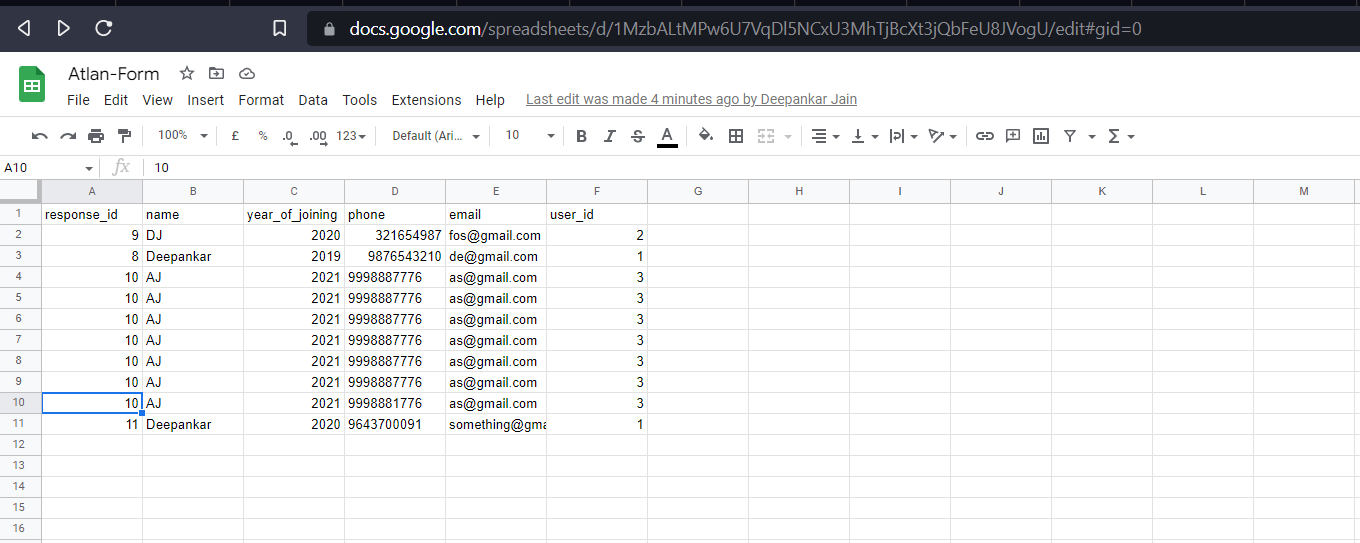 docs.google.com/spreadsheets/d/1MzbALtMPw6U7VqDl5NCxU3MhTjBcXt3jQbFeU8JVogU/edit#gid=0
Atlan-Form
File Edit View Insert Format Data Tools Extensions Help Last edit was made 4 minutes ago by Deepankar Jain
100% £ % .0 .00 123 Default (Ari... 10 B I S A
A10 fx 10
A B C D E F G H I J K L M
1 response_id name year_of_joining phone email user_id
2 9 DJ 2020 321654987 fos@gmail.com 2
3 8 Deepankar 2019 9876543210 de@gmail.com 1
4 10 AJ 2021 9998887776 as@gmail.com 3
5 10 AJ 2021 9998887776 as@gmail.com 3
6 10 AJ 2021 9998887776 as@gmail.com 3
7 10 AJ 2021 9998887776 as@gmail.com 3
8 10 AJ 2021 9998887776 as@gmail.com 3
9 10 AJ 2021 9998887776 as@gmail.com 3
10 10 AJ 2021 9998881776 as@gmail.com 3
11 11 Deepankar 2020 9643700091 something@gma 1
12
13
14
15
16